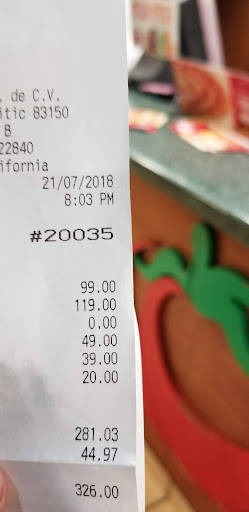 . de C.V.
itic 83150
B
22840
ifornia
21/07/2018
8:03 PM
#20035
99.00
119.00
0.00
49.00
39.00
20.00
281.03
44.97
326.00